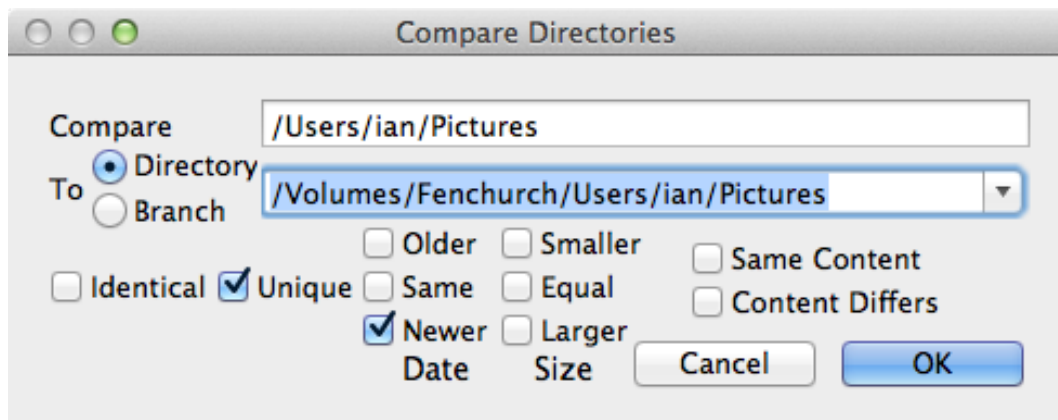 Compare Directories
Compare /Users/ian/Pictures
To Directory /Volumes/Fenchurch/Users/ian/Pictures
Branch
Older Smaller Same Content
Identical Unique Same Equal Content Differs
Newer Larger
Date Size Cancel OK